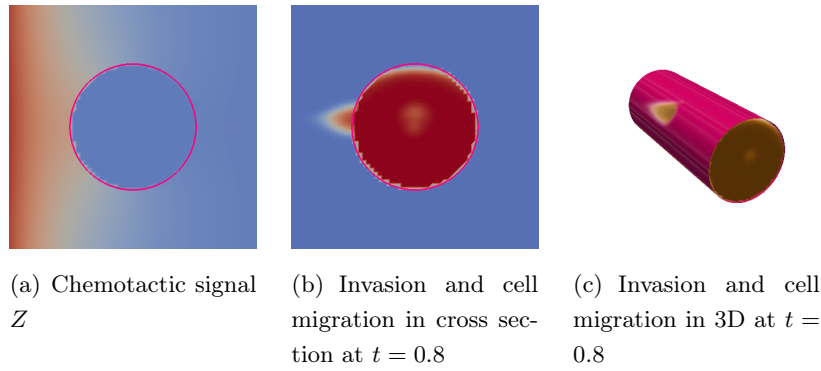 (a) Chemotactic signal
Z
(b) Invasion and cell
migration in cross sec-
tion at t = 0.8
(c) Invasion and cell
migration in 3D at t =
0.8